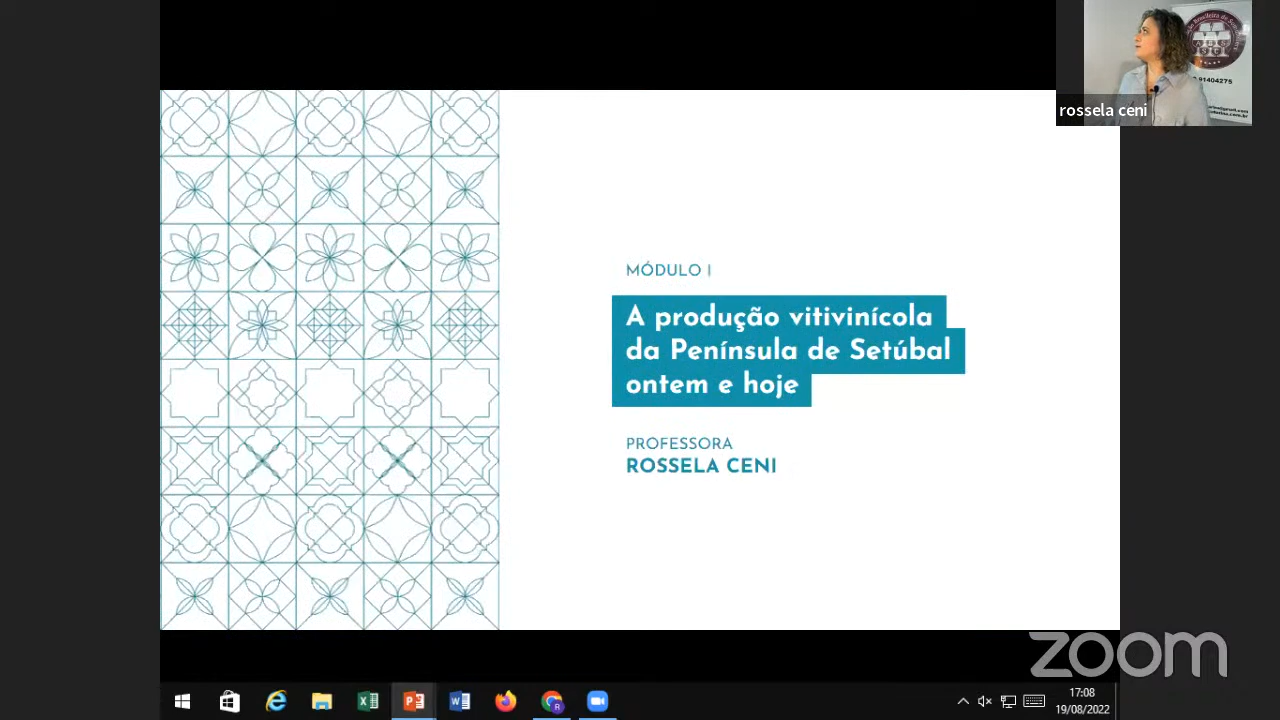 rossela ceni
91404275
MÓDULO I
A produção vitivinícola
da Península de Setúbal
ontem e hoje
PROFESSORA
ROSSELA CENI
zoom
17:08
19/08/2022